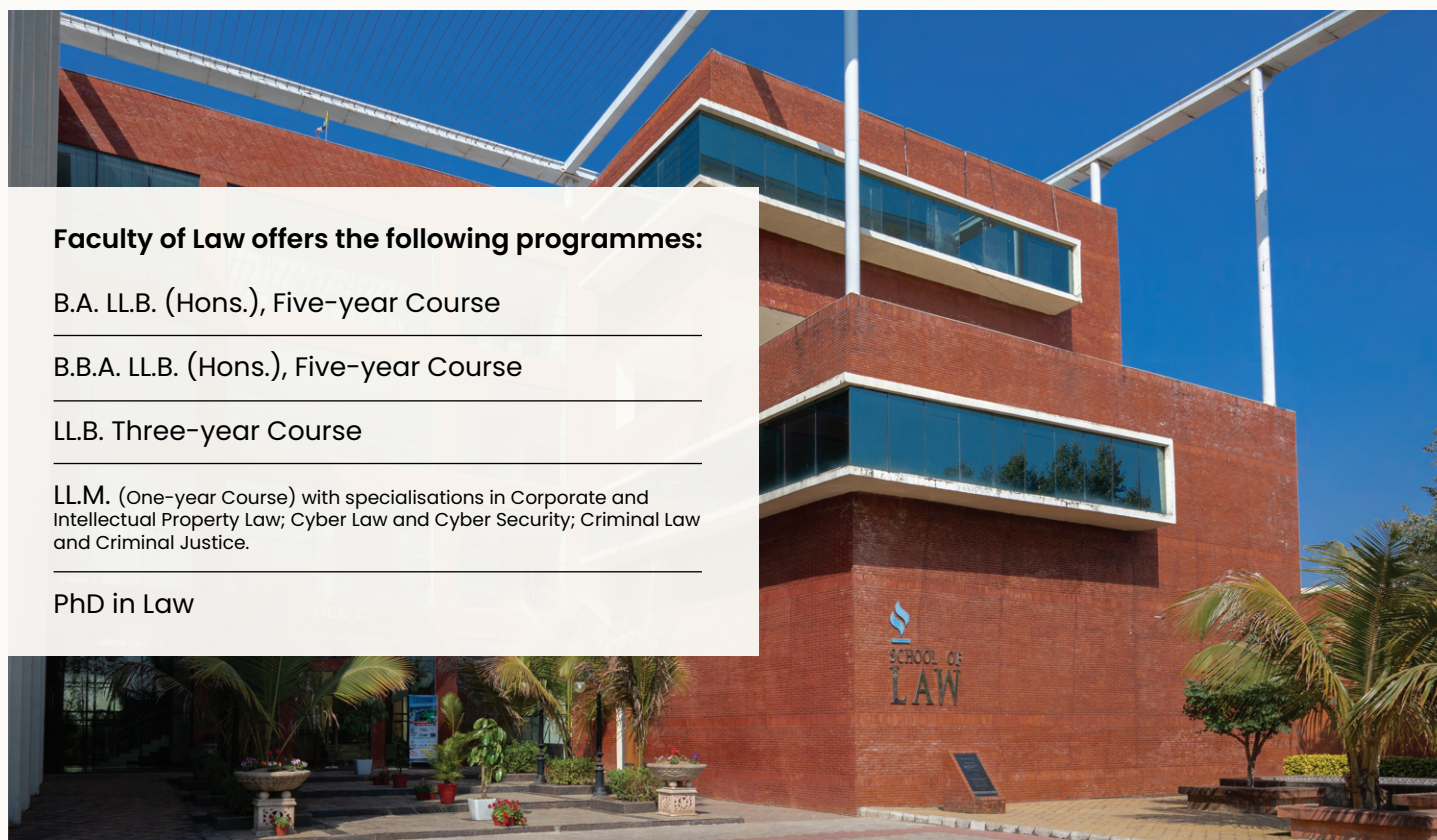 Faculty of Law offers the following programmes:
B.A. LL.B. (Hons.), Five-year Course
B.B.A. LL.B. (Hons.), Five-year Course
LL.B. Three-year Course
LL.M. (One-year Course) with specialisations in Corporate and
Intellectual Property Law; Cyber Law and Cyber Security; Criminal Law
and Criminal Justice.
PhD in Law
SCHOOL OF
LAW